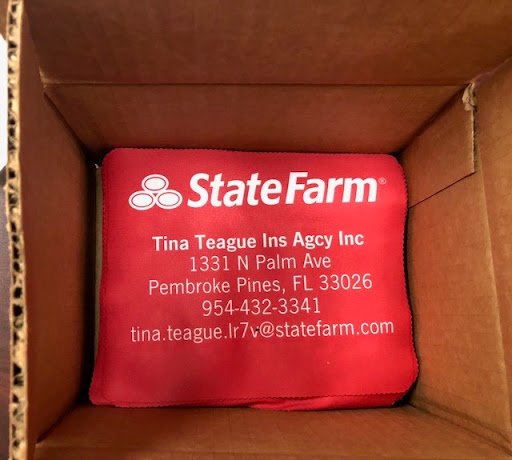 StateFarm®
Tina Teague Ins Agcy Inc
1331 N Palm Ave
Pembroke Pines, FL 33026
954-432-3341
tina.teague.lr7v@statefarm.com